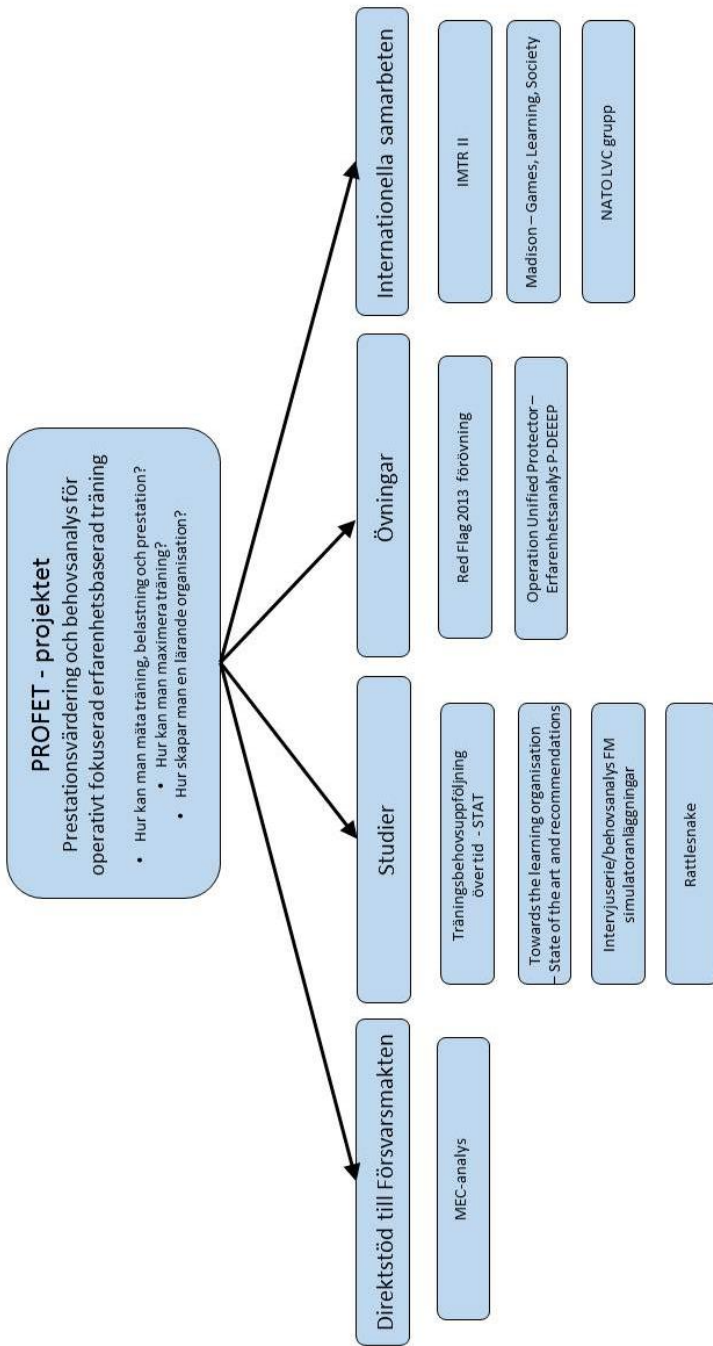 PROFET - projektet
Prestationsvärdering och behovsanalys för
operativt fokuserad erfarenhetsbaserad träning
• Hur kan man mäta träning, belastning och prestation?
• Hur kan man maximera träning?
• Hur skapar man en lärande organisation?
Direktstöd till Försvarsmakten
MEC-analys
Studier
Träningsbehovsuppföljning
över tid - STAT
Towards the learning organisation
– State of the art and recommendations
Intervjuserie/behovsanalys FM
simulatoranläggningar
Rattlesnake
Övningar
Red Flag 2013 förövning
Operation Unified Protector –
Erfarenhetsanalys P-DEEEP
Internationella samarbeten
IMTR II
Madison – Games, Learning, Society
NATO LVC grupp